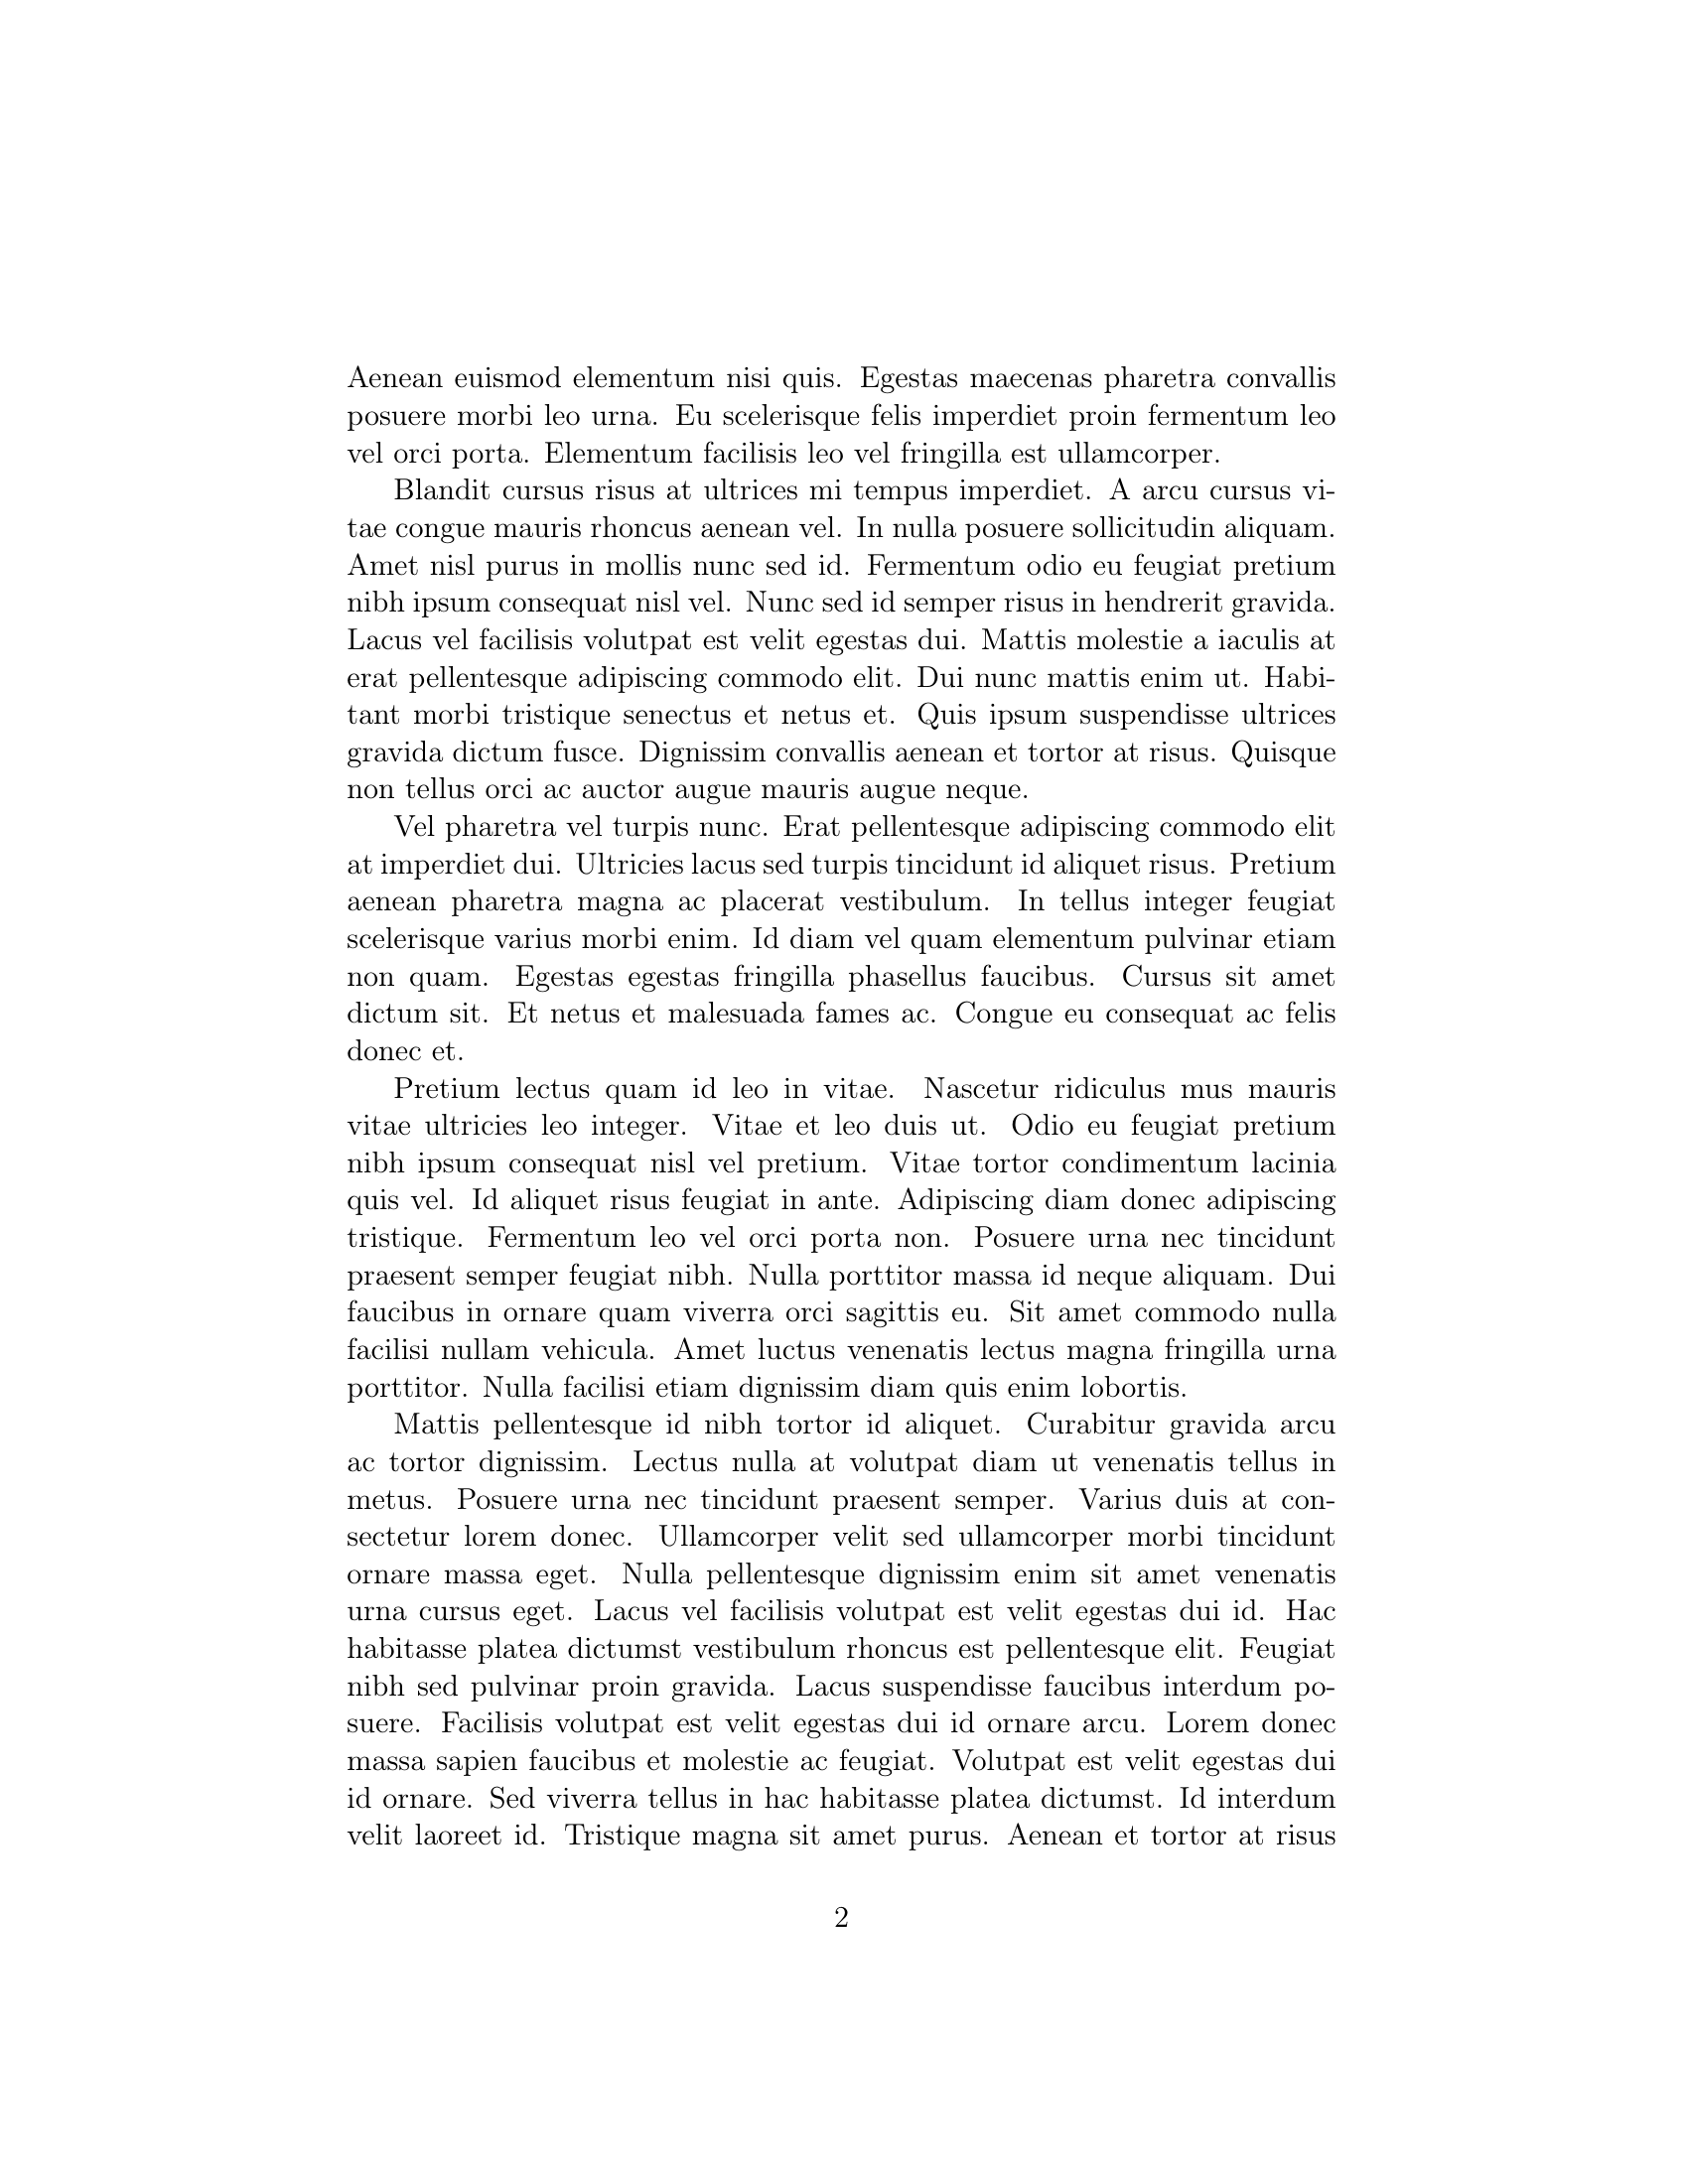 Aenean euismod elementum nisi quis. Egestas maecenas pharetra convallis
posuere morbi leo urna. Eu scelerisque felis imperdiet proin fermentum leo
vel orci porta. Elementum facilisis leo vel fringilla est ullamcorper.
Blandit cursus risus at ultrices mi tempus imperdiet. A arcu cursus vi-
tae congue mauris rhoncus aenean vel. In nulla posuere sollicitudin aliquam.
Amet nisl purus in mollis nunc sed id. Fermentum odio eu feugiat pretium
nibh ipsum consequat nisl vel. Nunc sed id semper risus in hendrerit gravida.
Lacus vel facilisis volutpat est velit egestas dui. Mattis molestie a iaculis at
erat pellentesque adipiscing commodo elit. Dui nunc mattis enim ut. Habi-
tant morbi tristique senectus et netus et. Quis ipsum suspendisse ultrices
gravida dictum fusce. Dignissim convallis aenean et tortor at risus. Quisque
non tellus orci ac auctor augue mauris augue neque.
Vel pharetra vel turpis nunc. Erat pellentesque adipiscing commodo elit
at imperdiet dui. Ultricies lacus sed turpis tincidunt id aliquet risus. Pretium
aenean pharetra magna ac placerat vestibulum. In tellus integer feugiat
scelerisque varius morbi enim. Id diam vel quam elementum pulvinar etiam
non quam. Egestas egestas fringilla phasellus faucibus. Cursus sit amet
dictum sit. Et netus et malesuada fames ac. Congue eu consequat ac felis
donec et.
Pretium lectus quam id leo in vitae. Nascetur ridiculus mus mauris
vitae ultricies leo integer. Vitae et leo duis ut. Odio eu feugiat pretium
nibh ipsum consequat nisl vel pretium. Vitae tortor condimentum lacinia
quis vel. Id aliquet risus feugiat in ante. Adipiscing diam donec adipiscing
tristique. Fermentum leo vel orci porta non. Posuere urna nec tincidunt
praesent semper feugiat nibh. Nulla porttitor massa id neque aliquam. Dui
faucibus in ornare quam viverra orci sagittis eu. Sit amet commodo nulla
facilisi nullam vehicula. Amet luctus venenatis lectus magna fringilla urna
porttitor. Nulla facilisi etiam dignissim diam quis enim lobortis.
Mattis pellentesque id nibh tortor id aliquet. Curabitur gravida arcu
ac tortor dignissim. Lectus nulla at volutpat diam ut venenatis tellus in
metus. Posuere urna nec tincidunt praesent semper. Varius duis at con-
sectetur lorem donec. Ullamcorper velit sed ullamcorper morbi tincidunt
ornare massa eget. Nulla pellentesque dignissim enim sit amet venenatis
urna cursus eget. Lacus vel facilisis volutpat est velit egestas dui id. Hac
habitasse platea dictumst vestibulum rhoncus est pellentesque elit. Feugiat
nibh sed pulvinar proin gravida. Lacus suspendisse faucibus interdum po-
suere. Facilisis volutpat est velit egestas dui id ornare arcu. Lorem donec
massa sapien faucibus et molestie ac feugiat. Volutpat est velit egestas dui
id ornare. Sed viverra tellus in hac habitasse platea dictumst. Id interdum
velit laoreet id. Tristique magna sit amet purus. Aenean et tortor at risus
2